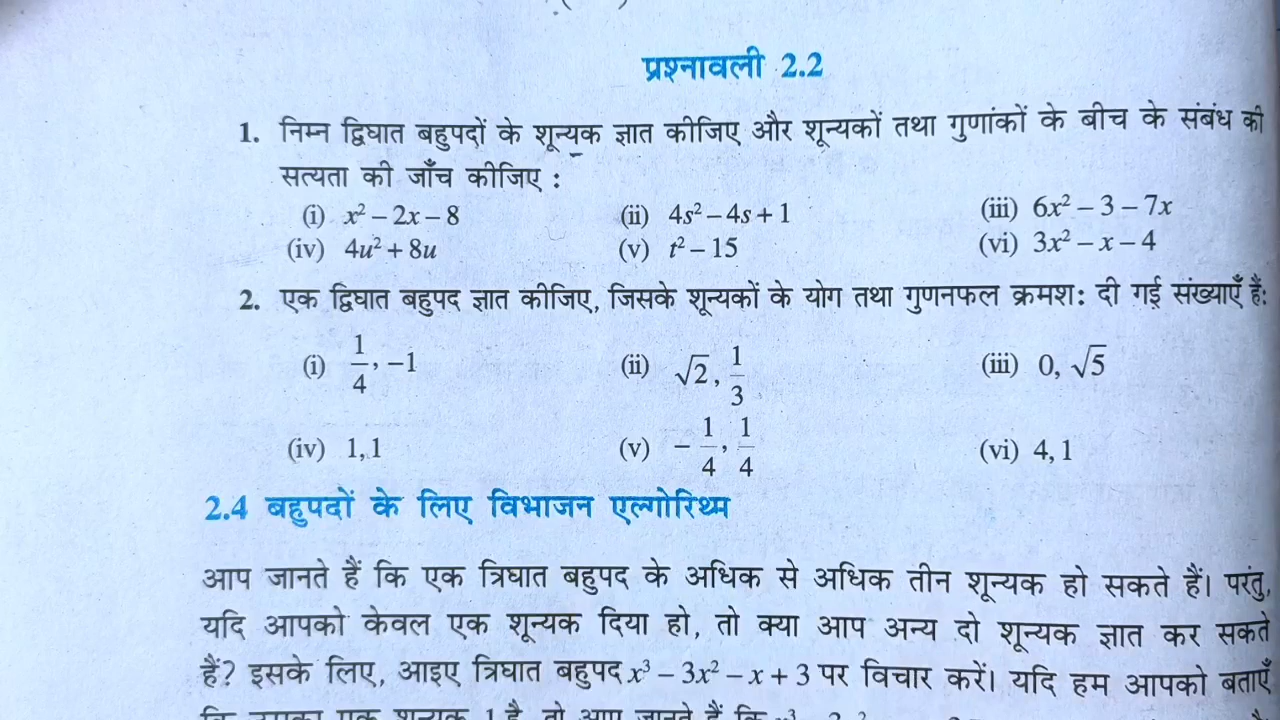 प्रश्नावली 2.2
1. निम्न द्विघात बहुपदों के शून्यक ज्ञात कीजिए और शून्यकों तथा गुणांकों के बीच के संबंध की
सत्यता की जाँच कीजिए :
(i) x² – 2x – 8 (ii) 4s² – 4s + 1 (iii) 6x² – 3 – 7x
(iv) 4u² + 8u (v) t² – 15 (vi) 3x² – x – 4
2. एक द्विघात बहुपद ज्ञात कीजिए, जिसके शून्यकों के योग तथा गुणनफल क्रमशः दी गई संख्याएँ हैं:
(i) 1/4, –1 (ii) √2, 1/3 (iii) 0, √5
(iv) 1, 1 (v) – 1/4, 1/4 (vi) 4, 1
2.4 बहुपदों के लिए विभाजन एल्गोरिथ्म
आप जानते हैं कि एक त्रिघात बहुपद के अधिक से अधिक तीन शून्यक हो सकते हैं। परंतु,
यदि आपको केवल एक शून्यक दिया हो, तो क्या आप अन्य दो शून्यक ज्ञात कर सकते
हैं? इसके लिए, आइए त्रिघात बहुपद x³ – 3x² – x + 3 पर विचार करें। यदि हम आपको बताएँ